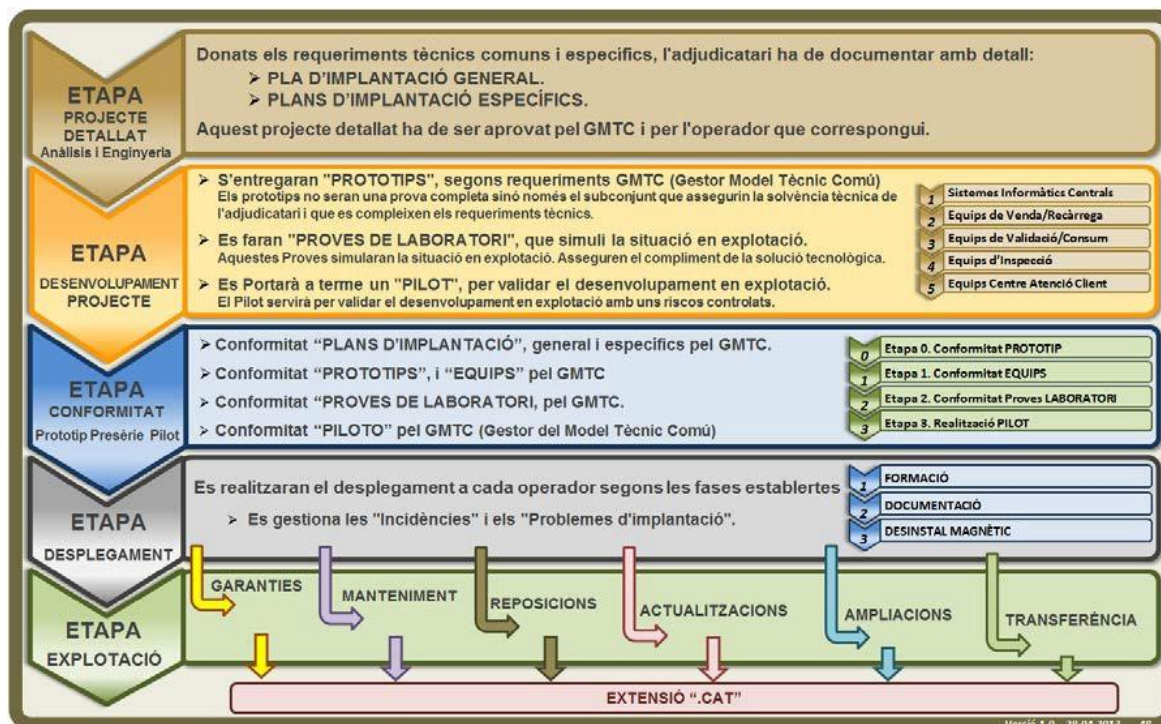 ETAPA
PROJECTE
DETALLAT
Anàlisis i Enginyeria
Donats els requeriments tècnics comuns i específics, l'adjudicatari ha de documentar amb detall:
➢ PLA D'IMPLANTACIÓ GENERAL.
➢ PLANS D'IMPLANTACIÓ ESPECÍFICS.
Aquest projecte detallat ha de ser aprovat pel GMTC i per l'operador que correspongui.
ETAPA
DESENVOLUPAMENT
PROJECTE
➢ S'entregaran "PROTOTIPS", segons requeriments GMTC (Gestor Model Tècnic Comú)
Els prototips no seran una prova completa sinó només el subconjunt que assegurin la solvència tècnica de
l'adjudicatari i que es compleixen els requeriments tècnics.
➢ Es faran "PROVES DE LABORATORI", que simuli la situació en explotació.
Aquestes Proves simularan la situació en explotació. Asseguren el compliment de la solució tecnològica.
➢ Es Portarà a terme un "PILOT", per validar el desenvolupament en explotació.
El Pilot servirà per validar el desenvolupament en explotació amb uns riscos controlats.
1 Sistemes Informàtics Centrals
2 Equips de Venda/Recàrrega
3 Equips de Validació/Consum
4 Equips d'Inspecció
5 Equips Centre Atenció Client
ETAPA
CONFORMITAT
Prototip Presèrie Pilot
➢ Conformitat "PLANS D'IMPLANTACIÓ", general i específics pel GMTC.
➢ Conformitat "PROTOTIPS", i "EQUIPS" pel GMTC
➢ Conformitat "PROVES DE LABORATORI, pel GMTC.
➢ Conformitat "PILOTO" pel GMTC (Gestor del Model Tècnic Comú)
0 Etapa 0. Conformitat PROTOTIP
1 Etapa 1. Conformitat EQUIPS
2 Etapa 2. Conformitat Proves LABORATORI
3 Etapa 3. Realització PILOT
ETAPA
DESPLEGAMENT
Es realitzaran el desplegament a cada operador segons les fases establertes
➢ Es gestiona les "Incidències" i els "Problemes d'implantació".
1 FORMACIÓ
2 DOCUMENTACIÓ
3 DESINSTAL MAGNÈTIC
ETAPA
EXPLOTACIÓ
GARANTIES
MANTENIMENT
REPOSICIONS
ACTUALITZACIONS
AMPLIACIONS
TRANSFERÈNCIA
EXTENSIÓ ".CAT"